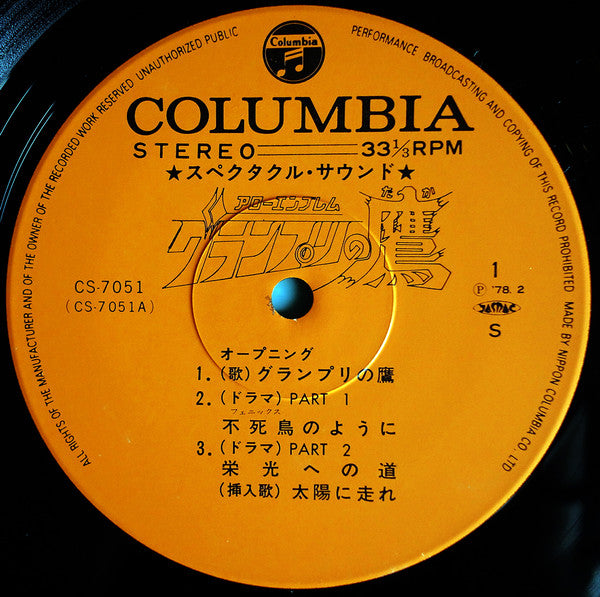 Columbia
ALL RIGHTS OF THE MANUFACTURER AND OF THE OWNER OF THE RECORDED WORK RESERVED UNAUTHORIZED PUBLIC PERFORMANCE BROADCASTING AND COPYING OF THIS RECORD PROHIBITED MADE BY NIPPON COLUMBIA CO., LTD
COLUMBIA
STEREO 33⅓ RPM
★スペクタクル・サウンド★
アローエンブレム
たか
グランプリの鷹
CS-7051
(CS-7051A)
1
Ⓟ '78. 2
JASRAC
S
オープニング
1. (歌) グランプリの鷹
2. (ドラマ) PART 1
フェニックス
不死鳥のように
3. (ドラマ) PART 2
栄光への道
(挿入歌) 太陽に走れ